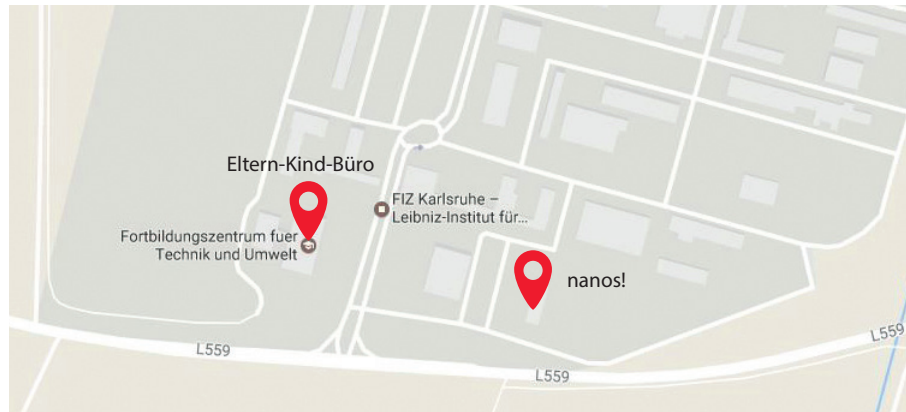 Eltern-Kind-Büro
FIZ Karlsruhe –
Leibniz-Institut für...
Fortbildungszentrum fuer
Technik und Umwelt
nanos!
L559
L559
L559